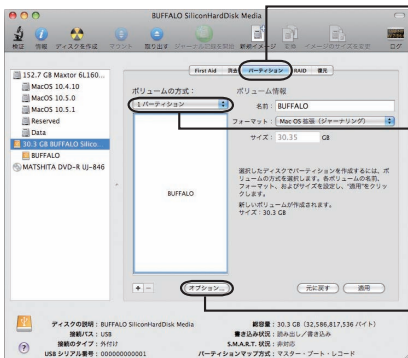 BUFFALO SiliconHardDisk Media
検証 情報 ディスクを作成 マウント 取り出す ジャーナル記録を開始 新規イメージ 変換 イメージのサイズを変更 ログ
152.7 GB Maxtor 6L160...
MacOS 10.4.10
MacOS 10.5.0
MacOS 10.5.1
Reserved
Data
30.3 GB BUFFALO Silico...
BUFFALO
MATSHITA DVD-R UJ-846
First Aid 消去 パーティション RAID 復元
ボリュームの方式：
1 パーティション
BUFFALO
+ - オプション...
ボリューム情報
名前： BUFFALO
フォーマット： Mac OS 拡張（ジャーナリング）
サイズ： 30.35 GB
選択したディスクでパーティションを作成するには、ボ
リュームの方式を選択します。各ボリュームの名前、
フォーマット、およびサイズを設定し、"適用"をクリッ
クします。
新しいボリュームが作成されます。
サイズ：30.3 GB
元に戻す 適用
ディスクの説明：BUFFALO SiliconHardDisk Media
接続バス：USB
接続のタイプ：外付け
USB シリアル番号：000000000001
総容量：30.3 GB（32,586,817,536 バイト）
書き込み状況：読み出し／書き込み
S.M.A.R.T. 状況：非対応
パーティションマップ方式：マスター・ブート・レコード